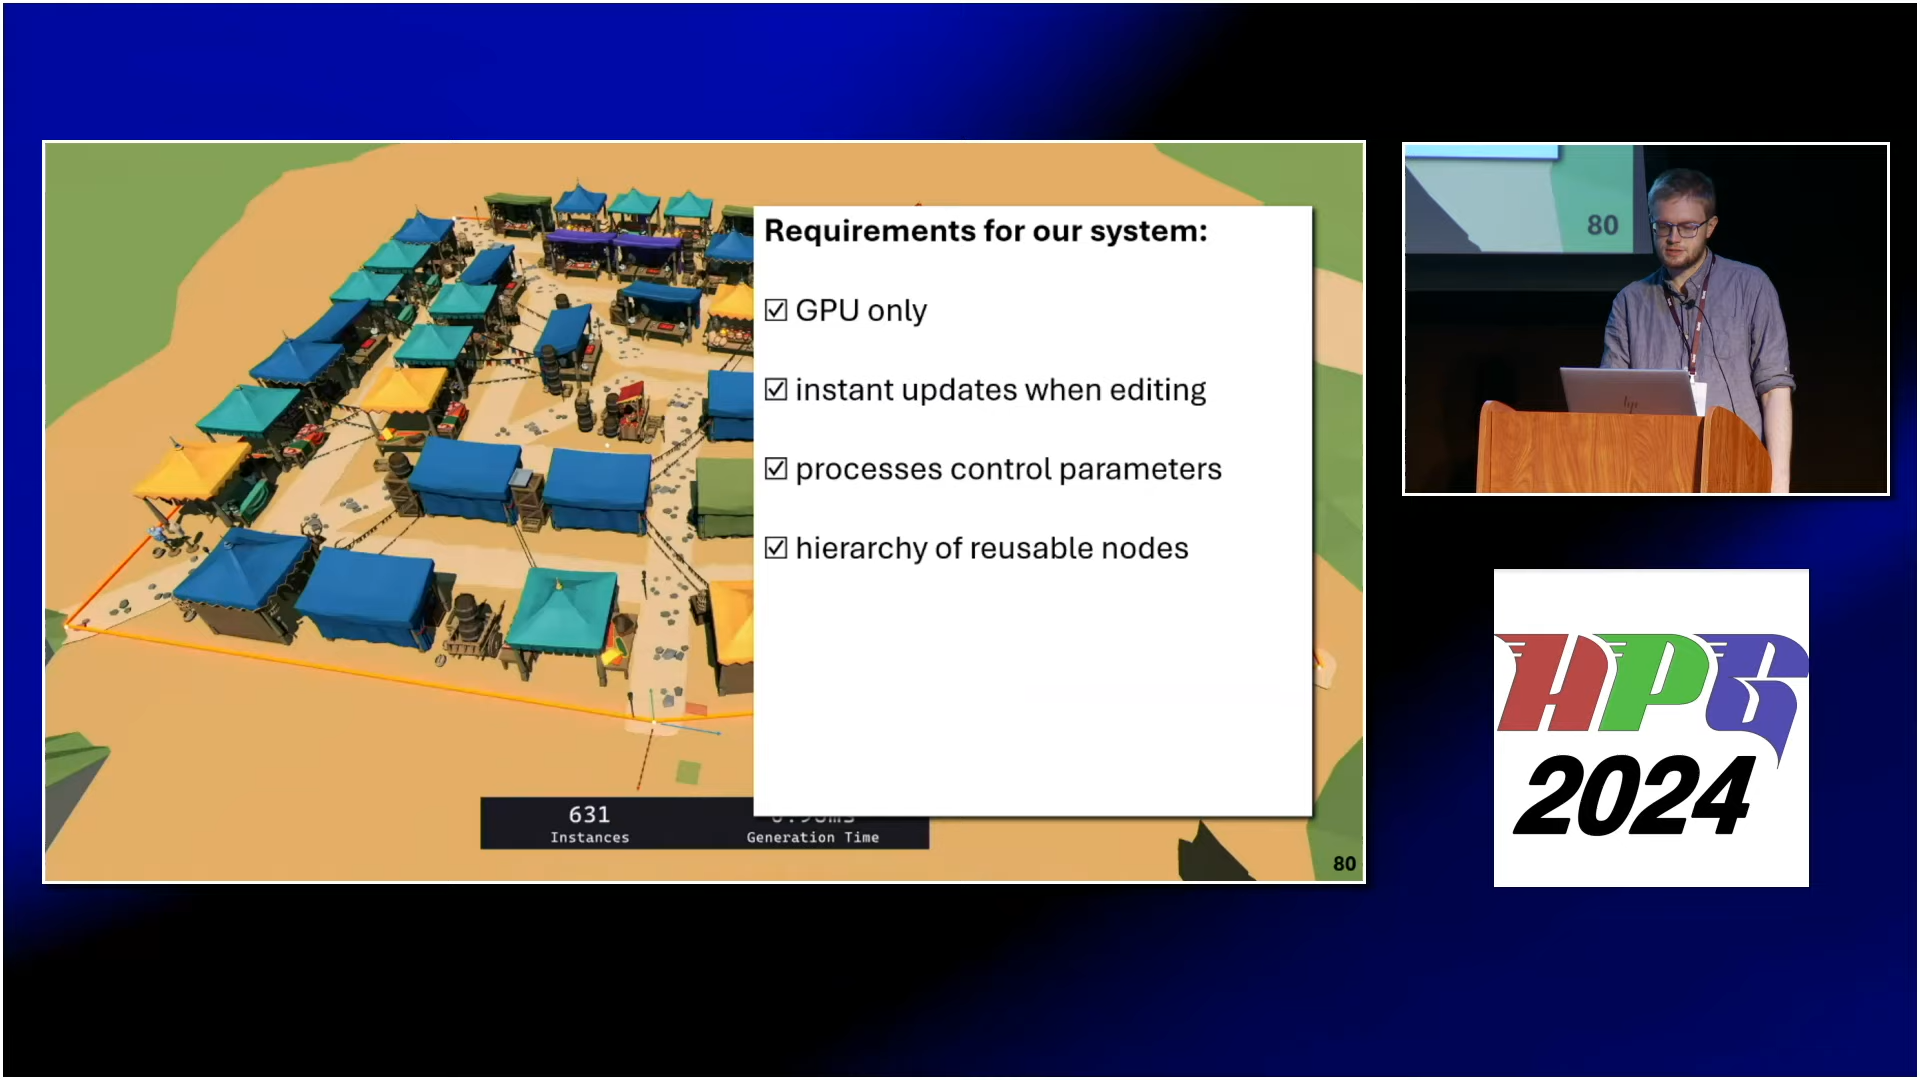 Requirements for our system:
☑ GPU only
☑ instant updates when editing
☑ processes control parameters
☑ hierarchy of reusable nodes
631
Instances
Generation Time
80
80
hp
HPG
2024